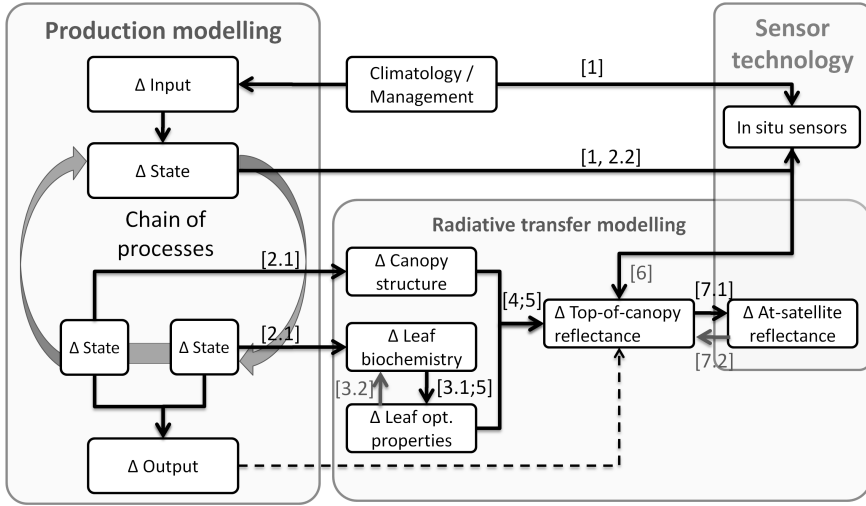 Production modelling
Sensor
technology
Δ Input
Climatology /
Management
[1]
In situ sensors
Δ State
[1, 2.2]
Chain of
processes
Radiative transfer modelling
[2.1]
Δ Canopy
structure
[6]
[4;5]
Δ Top-of-canopy
reflectance
[7.1]
Δ At-satellite
reflectance
[7.2]
Δ State
Δ State
[2.1]
Δ Leaf
biochemistry
[3.2]
[3.1;5]
Δ Leaf opt.
properties
Δ Output